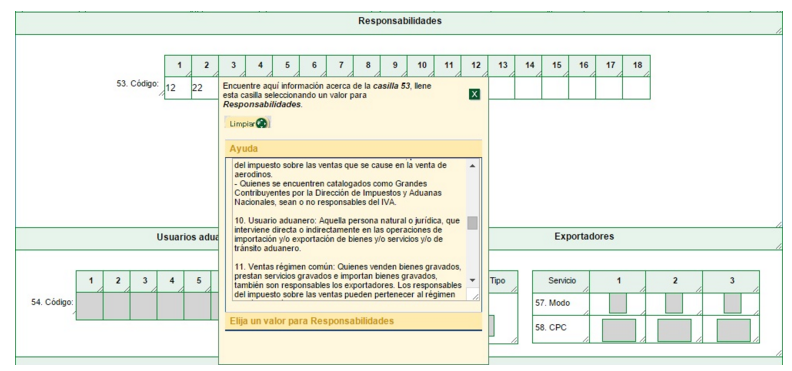 Responsabilidades
1 2 3 4 5 6 7 8 9 10 11 12 13 14 15 16 17 18
53. Código: 12 22
Encuentre aquí información acerca de la casilla 53, llene
esta casilla seleccionando un valor para
Responsabilidades.
X
Limpiar
Ayuda
del impuesto sobre las ventas que se cause en la venta de
aerodinos.
- Quienes se encuentren catalogados como Grandes
Contribuyentes por la Dirección de Impuestos y Aduanas
Nacionales, sean o no responsables del IVA.
10. Usuario aduanero: Aquella persona natural o jurídica, que
interviene directa o indirectamente en las operaciones de
importación y/o exportación de bienes y/o servicios y/o de
tránsito aduanero.
11. Ventas régimen común: Quienes venden bienes gravados,
prestan servicios gravados e importan bienes gravados,
también son responsables los exportadores. Los responsables
del impuesto sobre las ventas pueden pertenecer al régimen
Elija un valor para Responsabilidades
Usuarios adua
1 2 3 4 5
54. Código:
Exportadores
Tipo
Servicio 1 2 3
57. Modo
58. CPC